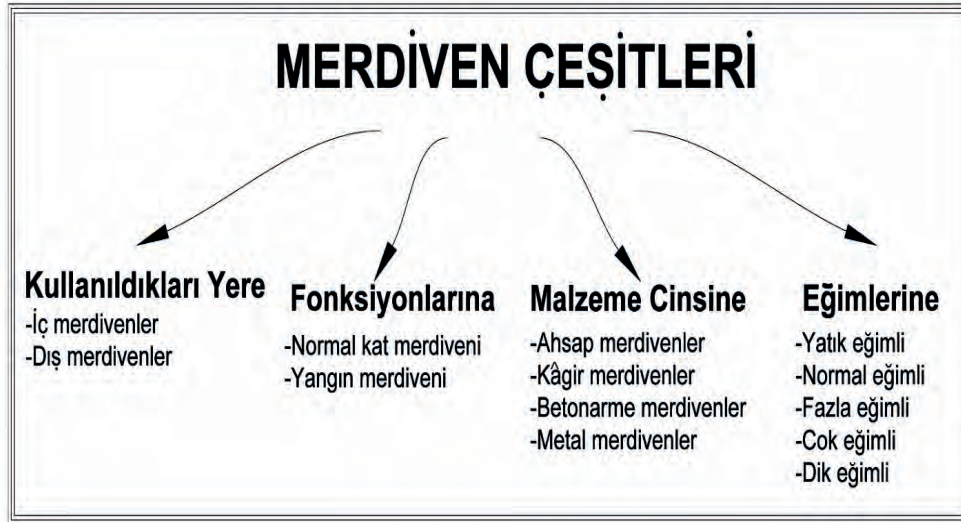 MERDİVEN ÇEŞİTLERİ
Kullanıldıkları Yere
-İç merdivenler
-Dış merdivenler
Fonksiyonlarına
-Normal kat merdiveni
-Yangın merdiveni
Malzeme Cinsine
-Ahşap merdivenler
-Kâgir merdivenler
-Betonarme merdivenler
-Metal merdivenler
Eğimlerine
-Yatık eğimli
-Normal eğimli
-Fazla eğimli
-Cok eğimli
-Dik eğimli